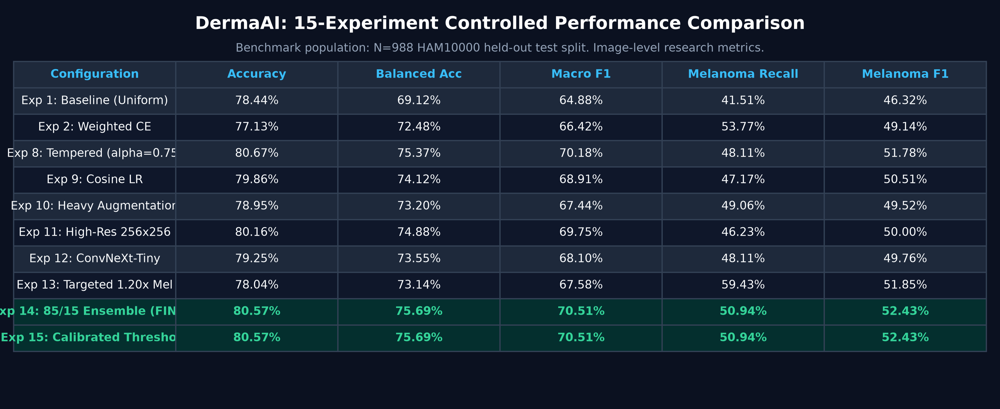 DermaAI: 15-Experiment Controlled Performance Comparison
Benchmark population: N=988 HAM10000 held-out test split. Image-level research metrics.
Configuration Accuracy Balanced Acc Macro F1 Melanoma Recall Melanoma F1
Exp 1: Baseline (Uniform) 78.44% 69.12% 64.88% 41.51% 46.32%
Exp 2: Weighted CE 77.13% 72.48% 66.42% 53.77% 49.14%
Exp 8: Tempered (alpha=0.75 80.67% 75.37% 70.18% 48.11% 51.78%
Exp 9: Cosine LR 79.86% 74.12% 68.91% 47.17% 50.51%
Exp 10: Heavy Augmentation 78.95% 73.20% 67.44% 49.06% 49.52%
Exp 11: High-Res 256x256 80.16% 74.88% 69.75% 46.23% 50.00%
Exp 12: ConvNeXt-Tiny 79.25% 73.55% 68.10% 48.11% 49.76%
Exp 13: Targeted 1.20x Mel 78.04% 73.14% 67.58% 59.43% 51.85%
xp 14: 85/15 Ensemble (FIN 80.57% 75.69% 70.51% 50.94% 52.43%
Exp 15: Calibrated Thresho 80.57% 75.69% 70.51% 50.94% 52.43%